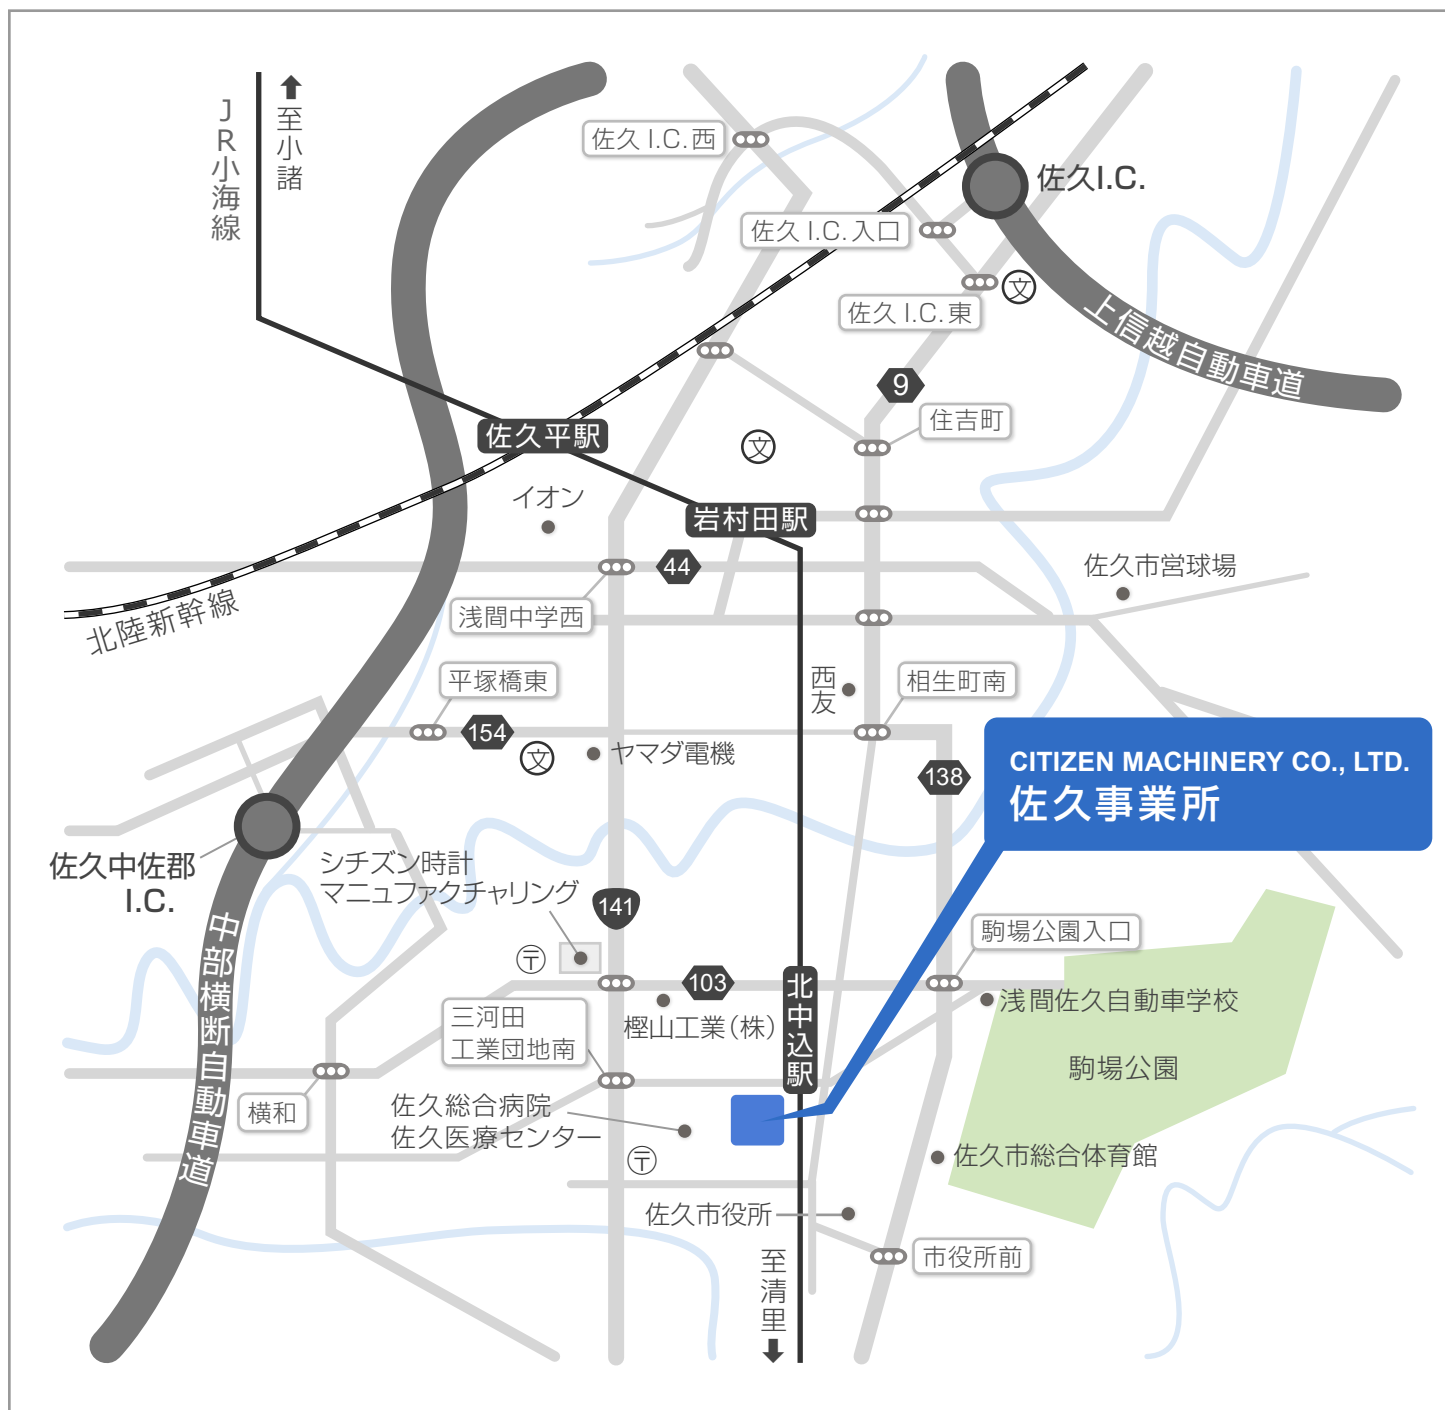 JR小海線
至小諸
佐久 I.C. 西
佐久I.C.
佐久 I.C. 入口
佐久 I.C. 東
文
上信越自動車道
9
住吉町
佐久平駅
文
イオン
岩村田駅
44
佐久市営球場
浅間中学西
北陸新幹線
平塚橋東
西友
相生町南
154
文
ヤマダ電機
138
CITIZEN MACHINERY CO., LTD.
佐久事業所
佐久中佐郡
I.C.
シチズン時計
マニュファクチャリング
141
中部横断自動車道
〒
103
北中込駅
駒場公園入口
浅間佐久自動車学校
三河田
工業団地南
樫山工業(株)
駒場公園
横和
佐久総合病院
佐久医療センター
〒
佐久市総合体育館
佐久市役所
市役所前
至清里